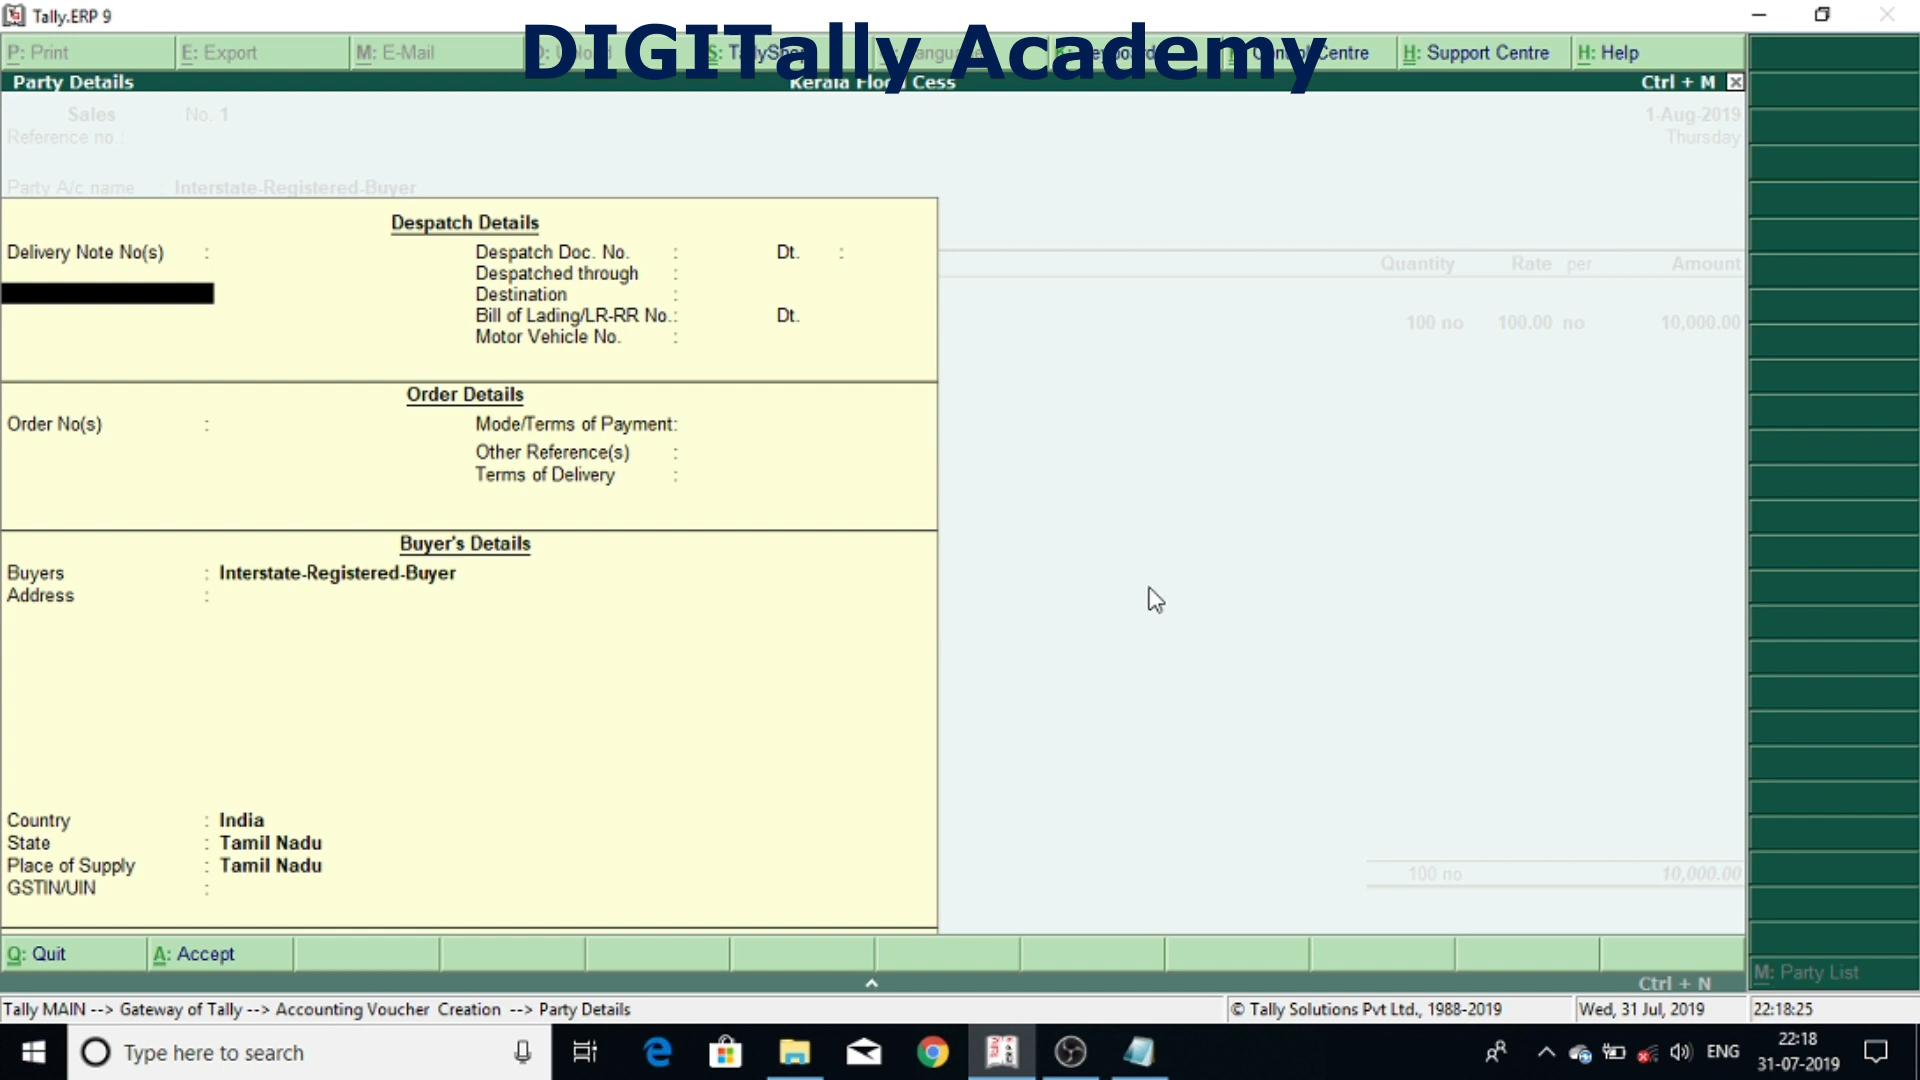 Tally.ERP 9
DIGITally Academy
P: Print E: Export M: E-Mail S: TallySho Centre H: Support Centre H: Help
Party Details Kerala Flood Cess Ctrl + M
Sales No. 1 1-Aug-2019
Reference no.: Thursday
Party A/c name : Interstate-Registered-Buyer
Despatch Details
Delivery Note No(s) : Despatch Doc. No. : Dt. :
Despatched through :
Destination :
Bill of Lading/LR-RR No.: Dt.
Motor Vehicle No. :
Quantity Rate per Amount
100 no 100.00 no 10,000.00
Order Details
Order No(s) : Mode/Terms of Payment:
Other Reference(s) :
Terms of Delivery :
Buyer's Details
Buyers : Interstate-Registered-Buyer
Address :
Country : India
State : Tamil Nadu
Place of Supply : Tamil Nadu
GSTIN/UIN :
100 no 10,000.00
Q: Quit A: Accept
M: Party List
Ctrl + N
Tally MAIN --> Gateway of Tally --> Accounting Voucher Creation --> Party Details © Tally Solutions Pvt Ltd., 1988-2019 Wed, 31 Jul, 2019 22:18:25
Type here to search ENG 22:18
31-07-2019